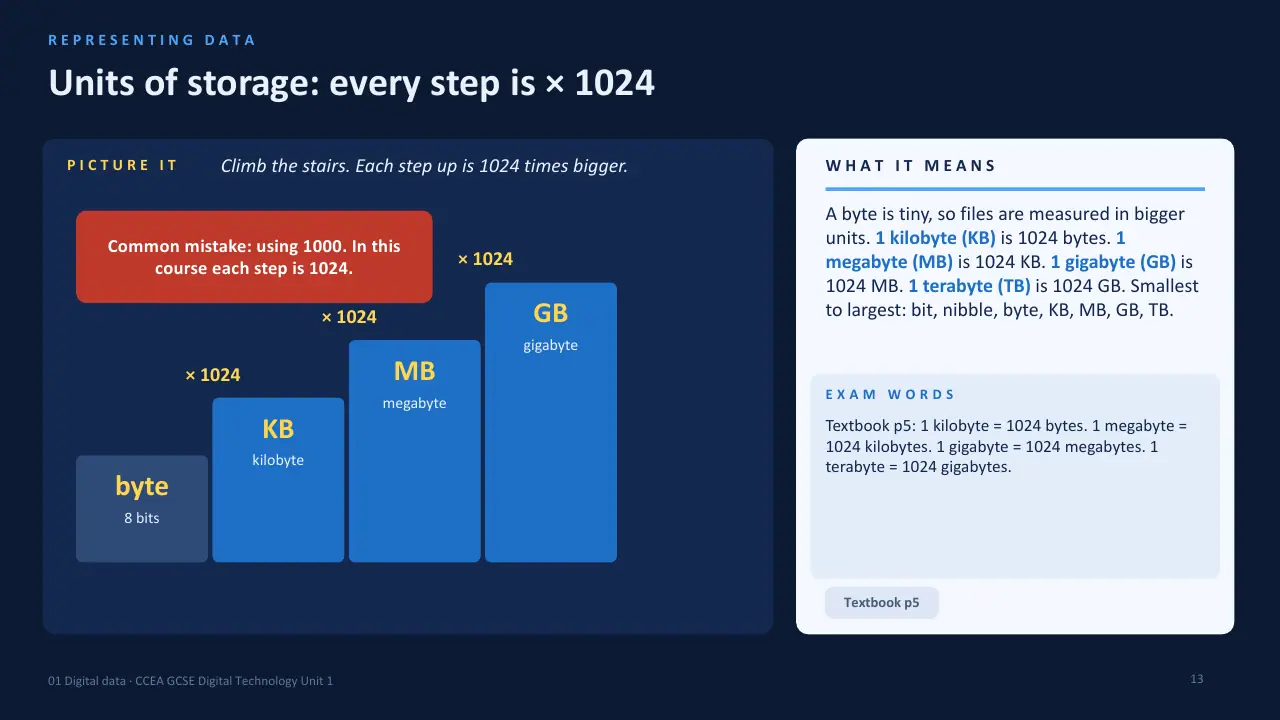 REPRESENTING DATA
Units of storage: every step is × 1024
PICTURE IT
Climb the stairs. Each step up is 1024 times bigger.
Common mistake: using 1000. In this
course each step is 1024.
× 1024
GB
gigabyte
× 1024
MB
megabyte
× 1024
KB
kilobyte
byte
8 bits
WHAT IT MEANS
A byte is tiny, so files are measured in bigger
units. 1 kilobyte (KB) is 1024 bytes. 1
megabyte (MB) is 1024 KB. 1 gigabyte (GB) is
1024 MB. 1 terabyte (TB) is 1024 GB. Smallest
to largest: bit, nibble, byte, KB, MB, GB, TB.
EXAM WORDS
Textbook p5: 1 kilobyte = 1024 bytes. 1 megabyte =
1024 kilobytes. 1 gigabyte = 1024 megabytes. 1
terabyte = 1024 gigabytes.
Textbook p5
01 Digital data · CCEA GCSE Digital Technology Unit 1
13